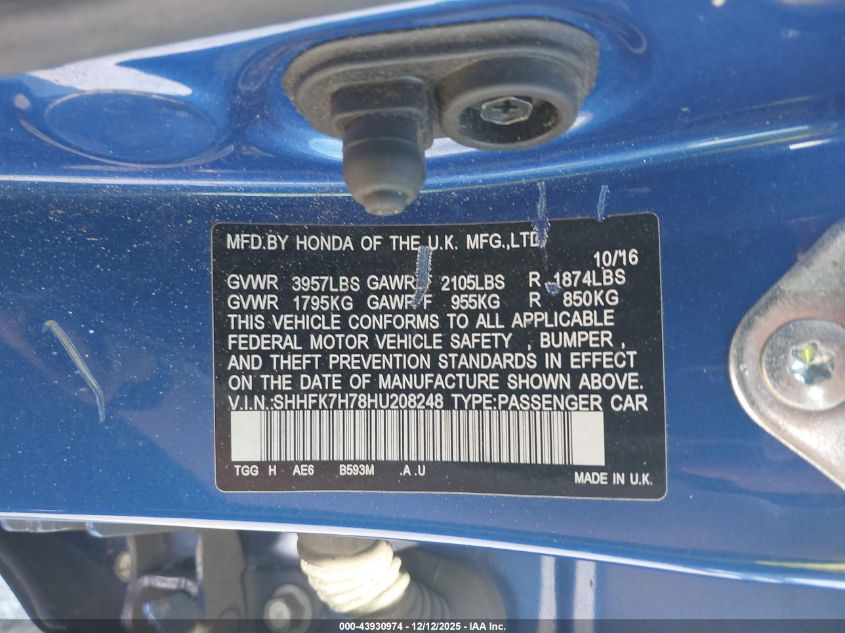 MFD.BY HONDA OF THE U.K. MFG.,LTD.
10/16
GVWR 3957LBS GAWR F 2105LBS R 1874LBS
GVWR 1795KG GAWR F 955KG R 850KG
THIS VEHICLE CONFORMS TO ALL APPLICABLE
FEDERAL MOTOR VEHICLE SAFETY , BUMPER ,
AND THEFT PREVENTION STANDARDS IN EFFECT
ON THE DATE OF MANUFACTURE SHOWN ABOVE.
V.I.N:SHHFK7H78HU208248 TYPE:PASSENGER CAR
TGG H AE6 B593M .A .U
MADE IN U.K.
000-43930974 - 12/12/2025 - IAA Inc.